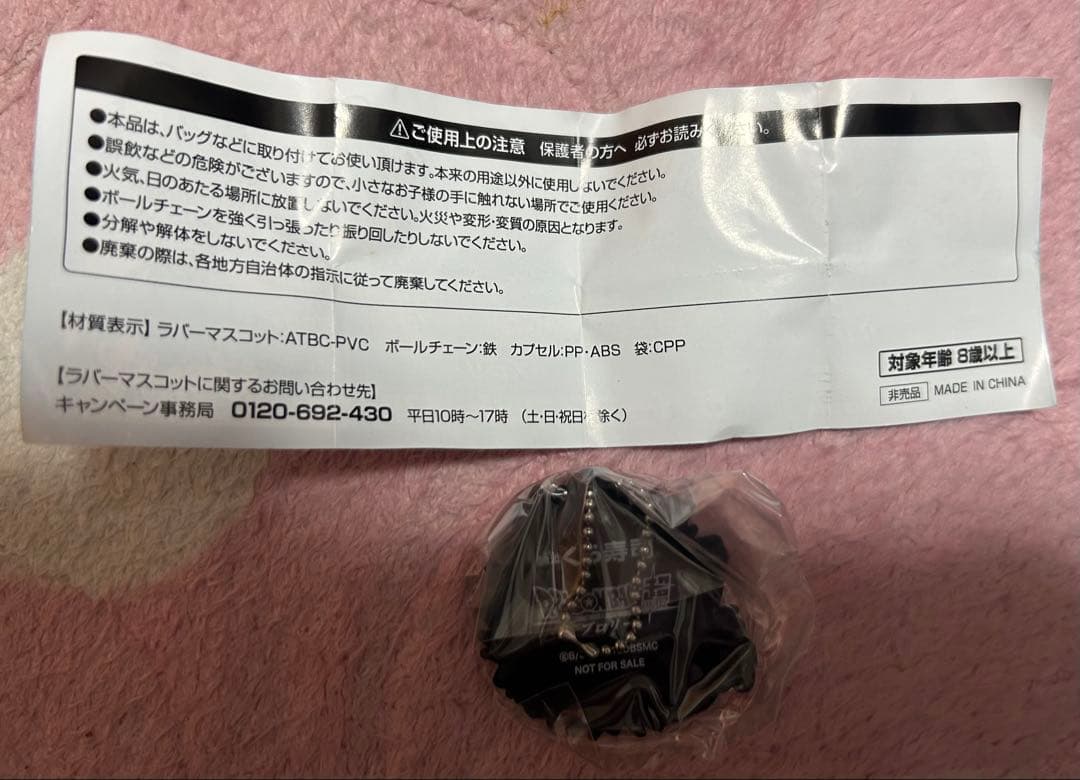 ⚠ご使用上の注意 保護者の方へ 必ずお読み い。
●本品は、バッグなどに取り付けてお使い頂けます。本来の用途以外に使用しないでください。
●誤飲などの危険がございますので、小さなお子様の手に触れない場所でご使用ください。
●火気、日のあたる場所に放置しないでください。火災や変形・変質の原因となります。
●ボールチェーンを強く引っ張ったり振り回したりしないでください。
●分解や解体をしないでください。
●廃棄の際は、各地方自治体の指示に従って廃棄してください。
【材質表示】ラバーマスコット:ATBC-PVC ボールチェーン:鉄 カプセル:PP・ABS 袋:CPP
【ラバーマスコットに関するお問い合わせ先】
キャンペーン事務局 0120-692-430 平日10時〜17時 (土・日・祝日を除く)
対象年齢 8歳以上
非売品 MADE IN CHINA
くら寿司
ブロリー
NOT FOR SALE